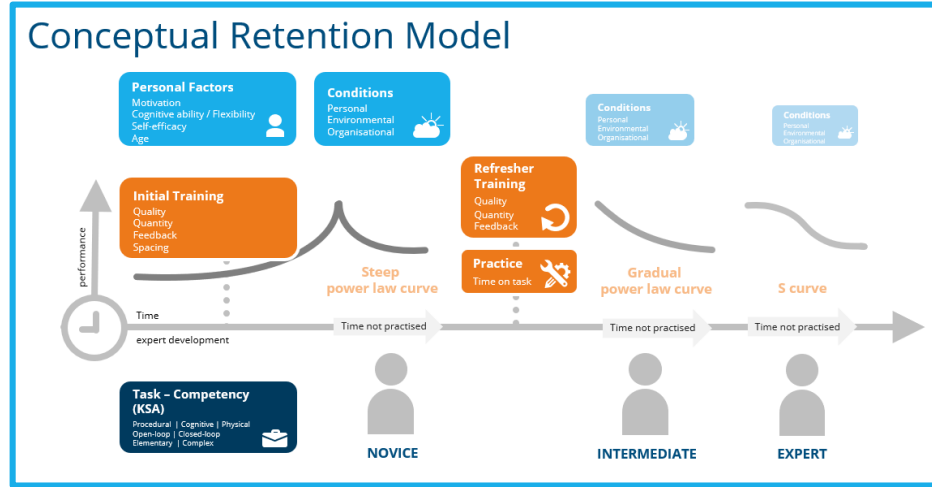 Conceptual Retention Model
Personal Factors
Motivation
Cognitive ability / Flexibility
Self-efficacy
Age
Conditions
Personal
Environmental
Organisational
Conditions
Personal
Environmental
Organisational
Conditions
Personal
Environmental
Organisational
Initial Training
Quality
Quantity
Feedback
Spacing
Refresher
Training
Quality
Quantity
Feedback
performance
Steep
power law curve
Practice
Time on task
Gradual
power law curve
S curve
Time
expert development
Time not practised
Time not practised
Time not practised
Task – Competency
(KSA)
Procedural | Cognitive | Physical
Open-loop | Closed-loop
Elementary | Complex
NOVICE
INTERMEDIATE
EXPERT